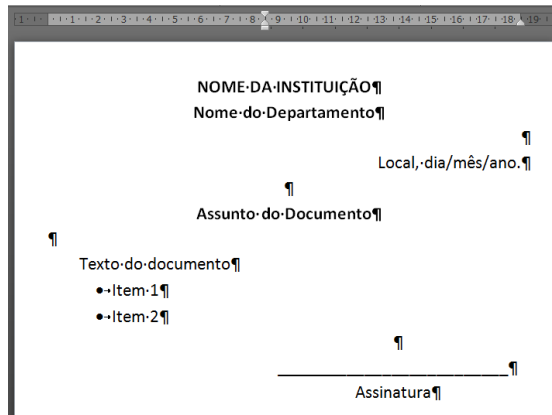 ·1·ı·ı·1·ı·2·ı·3·ı·4·ı·5·ı·6·ı·7·ı·8·ı·9·ı·10·ı·11·ı·12·ı·13·ı·14·ı·15·ı·16·ı·17·ı·18·ı·19·ı
NOME·DA·INSTITUIÇÃO¶
Nome·do·Departamento¶
¶
Local,·dia/mês/ano.¶
¶
Assunto·do·Documento¶
¶
Texto·do·documento¶
●→Item·1¶
●→Item·2¶
¶
____________________________¶
Assinatura¶